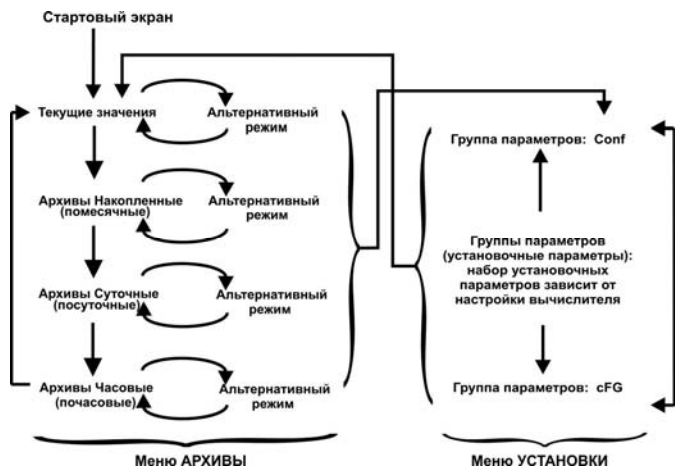 Стартовый экран
Текущие значения
Альтернативный
режим
Архивы Накопленные
(помесячные)
Альтернативный
режим
Архивы Суточные
(посуточные)
Альтернативный
режим
Архивы Часовые
(почасовые)
Альтернативный
режим
Меню АРХИВЫ
Группа параметров: Conf
Группы параметров
(установочные параметры):
набор установочных
параметров зависит от
настройки вычислителя
Группа параметров: cFG
Меню УСТАНОВКИ